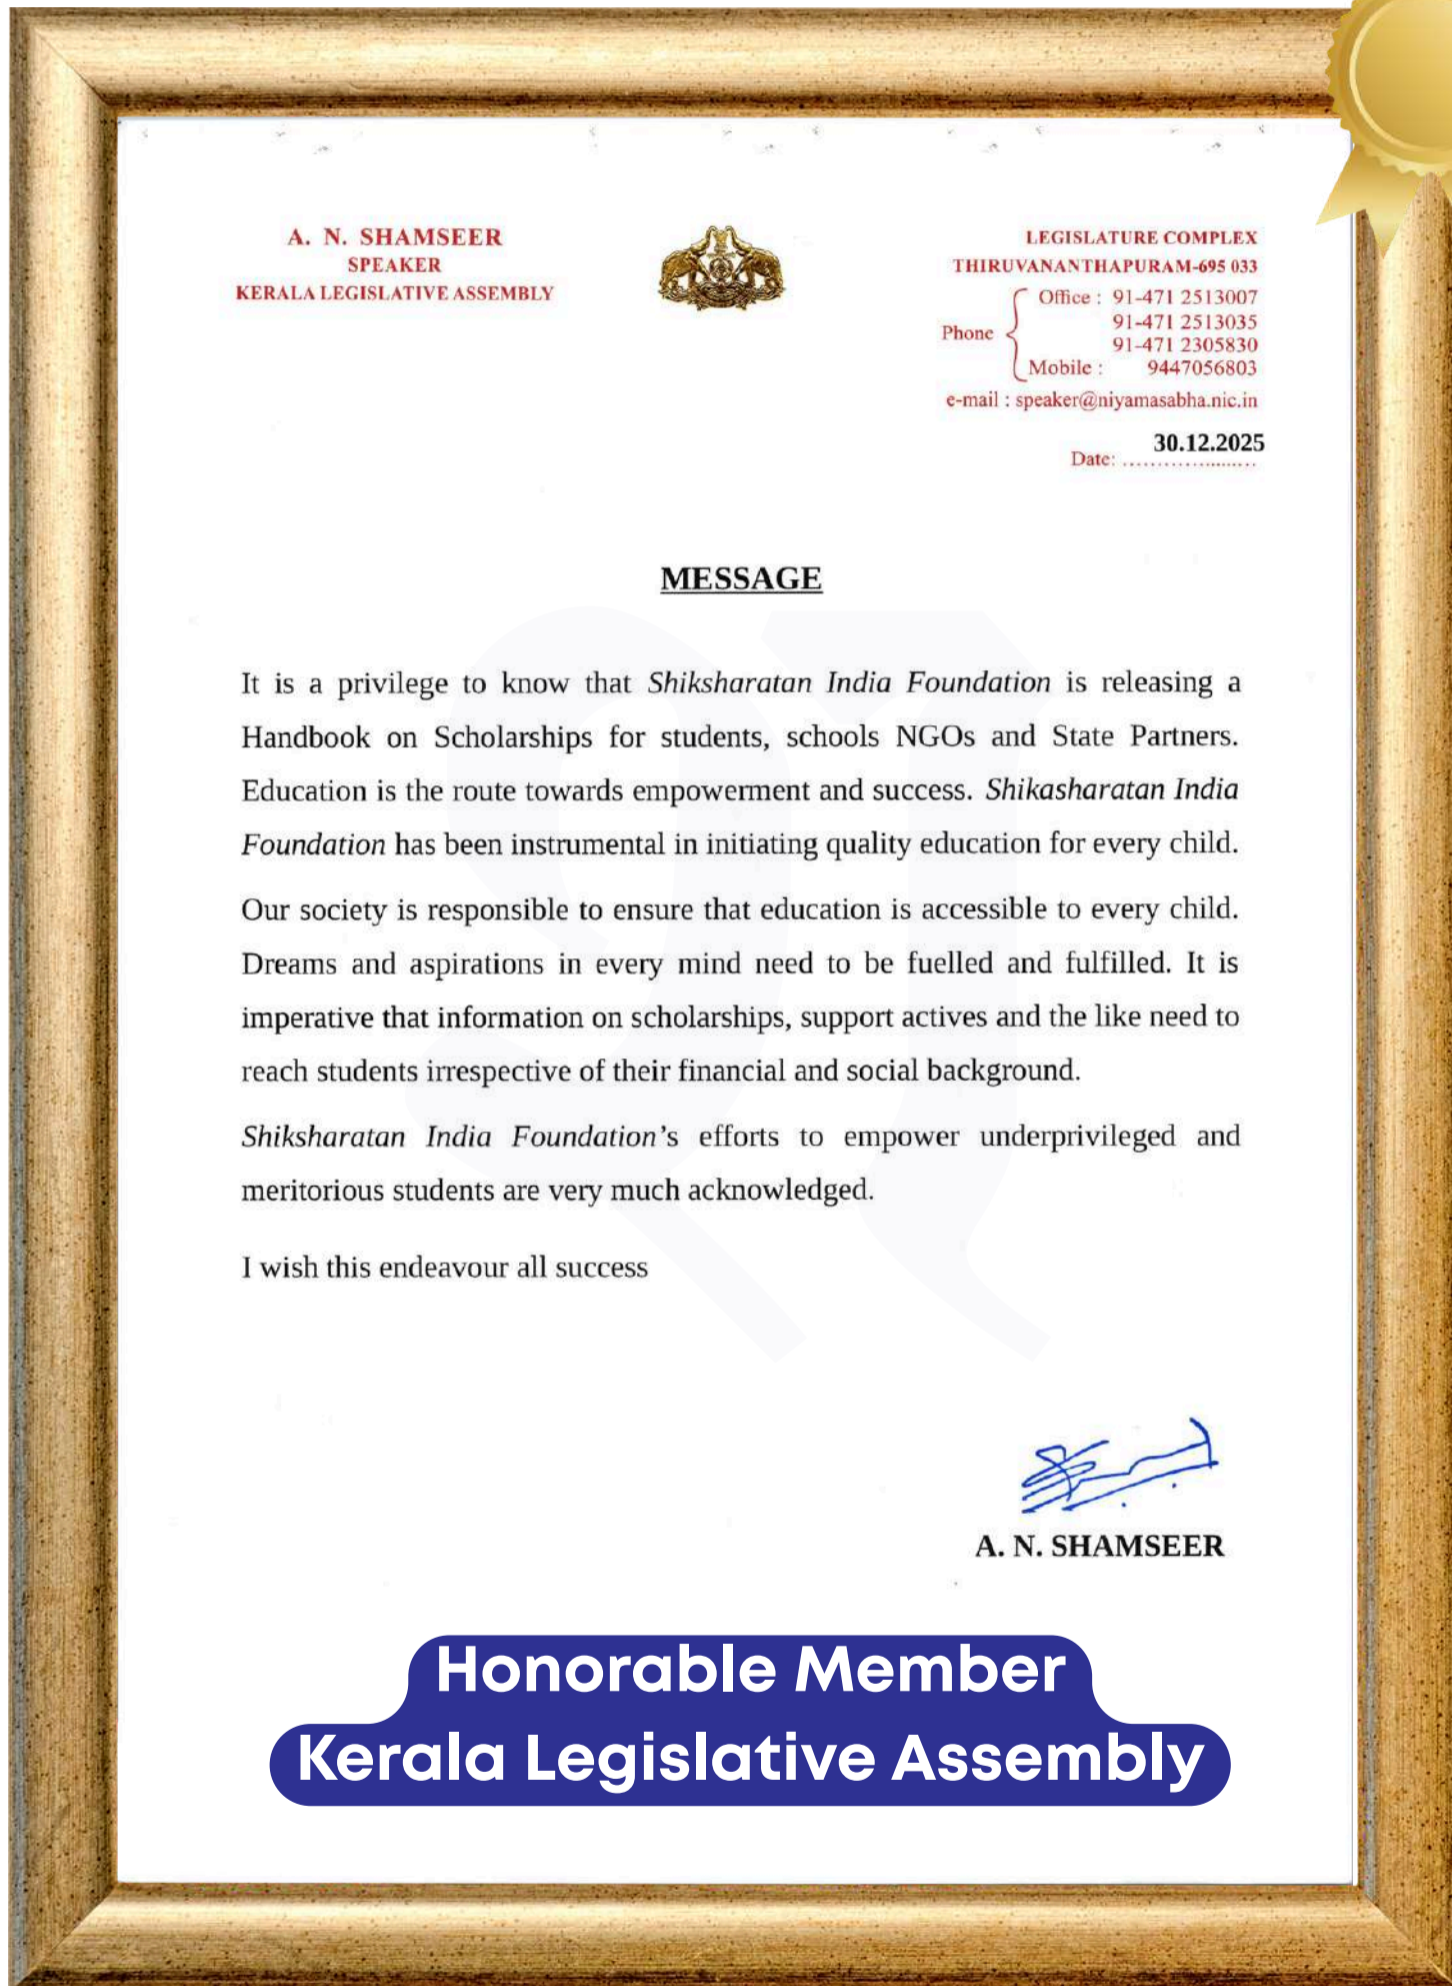 A. N. SHAMSEER
SPEAKER
KERALA LEGISLATIVE ASSEMBLY
LEGISLATURE COMPLEX
THIRUVANANTHAPURAM-695 033
Phone
Office : 91-471 2513007
91-471 2513035
91-471 2305830
Mobile : 9447056803
e-mail : speaker@niyamasabha.nic.in
30.12.2025
Date: .......................
MESSAGE
It is a privilege to know that Shiksharatan India Foundation is releasing a
Handbook on Scholarships for students, schools NGOs and State Partners.
Education is the route towards empowerment and success. Shikasharatan India
Foundation has been instrumental in initiating quality education for every child.
Our society is responsible to ensure that education is accessible to every child.
Dreams and aspirations in every mind need to be fuelled and fulfilled. It is
imperative that information on scholarships, support actives and the like need to
reach students irrespective of their financial and social background.
Shiksharatan India Foundation's efforts to empower underprivileged and
meritorious students are very much acknowledged.
I wish this endeavour all success
A. N. SHAMSEER
Honorable Member
Kerala Legislative Assembly